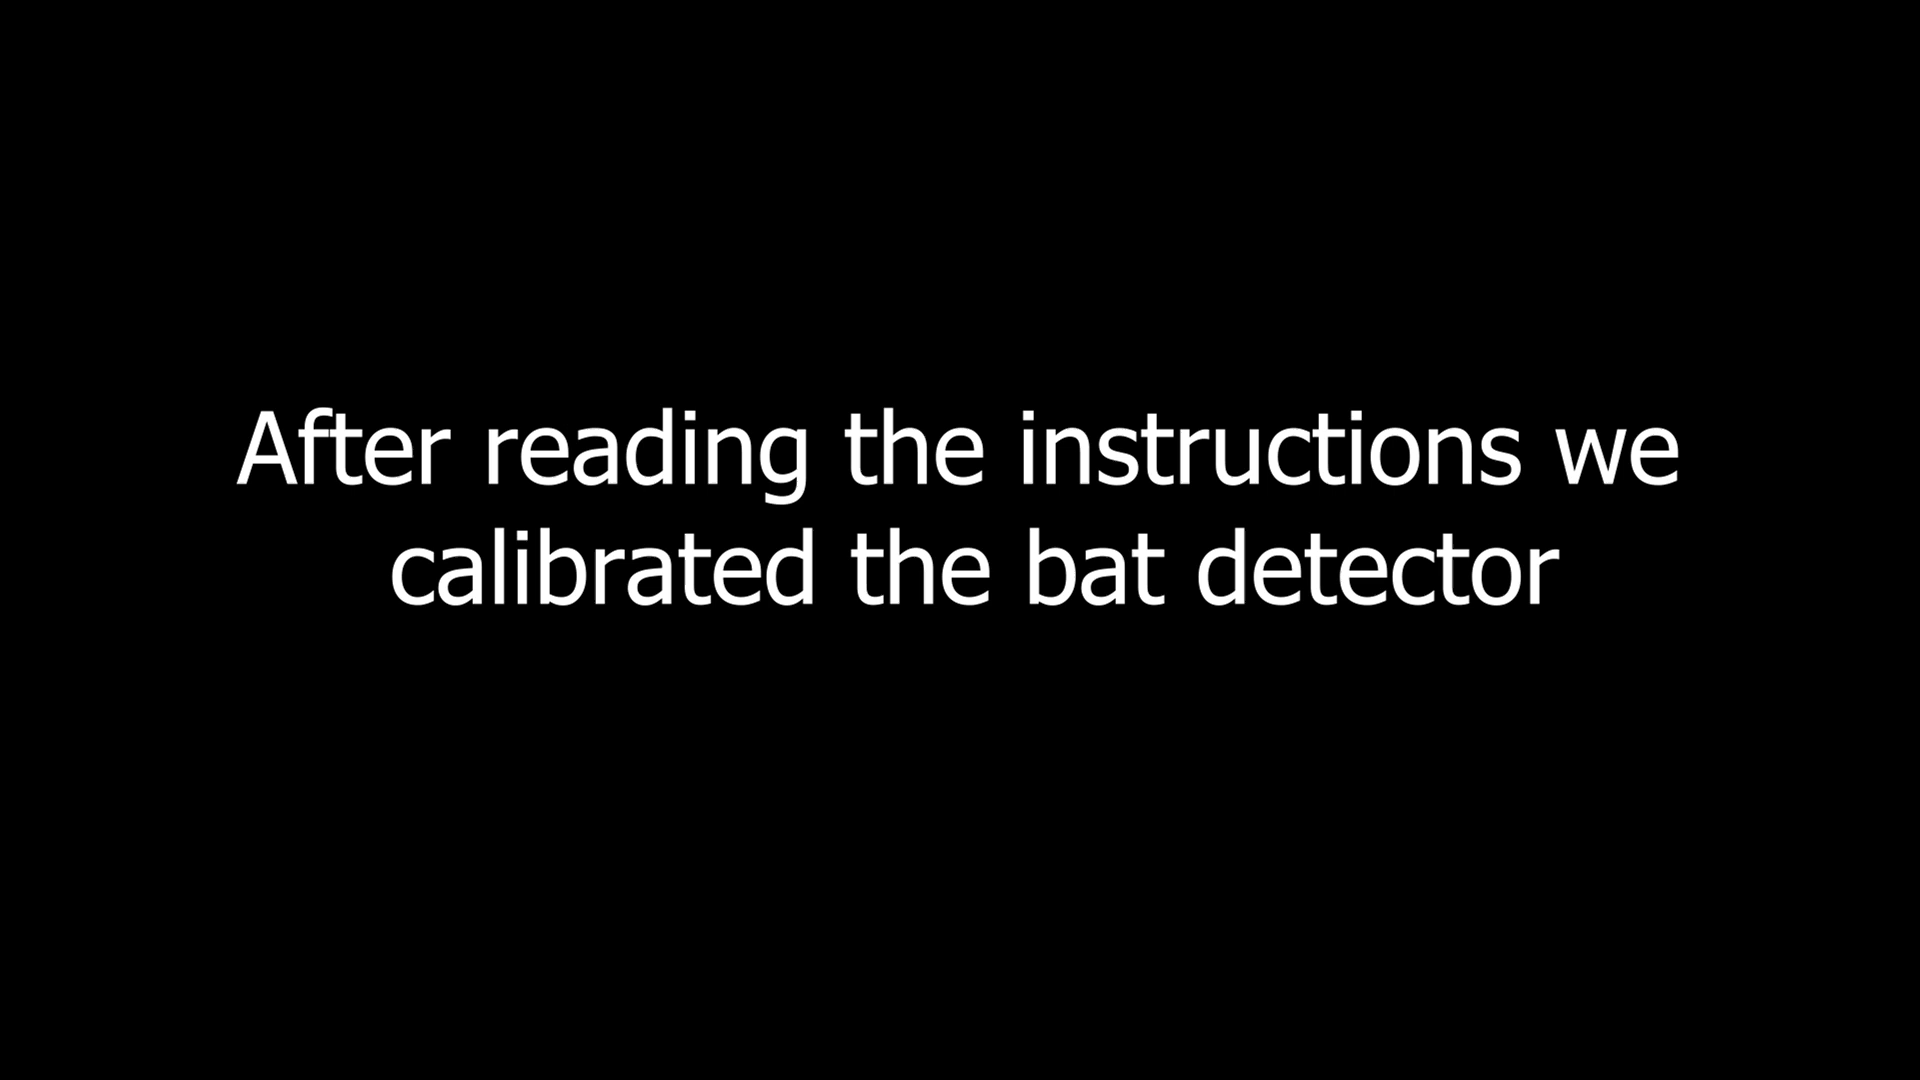 After reading the instructions we
calibrated the bat detector